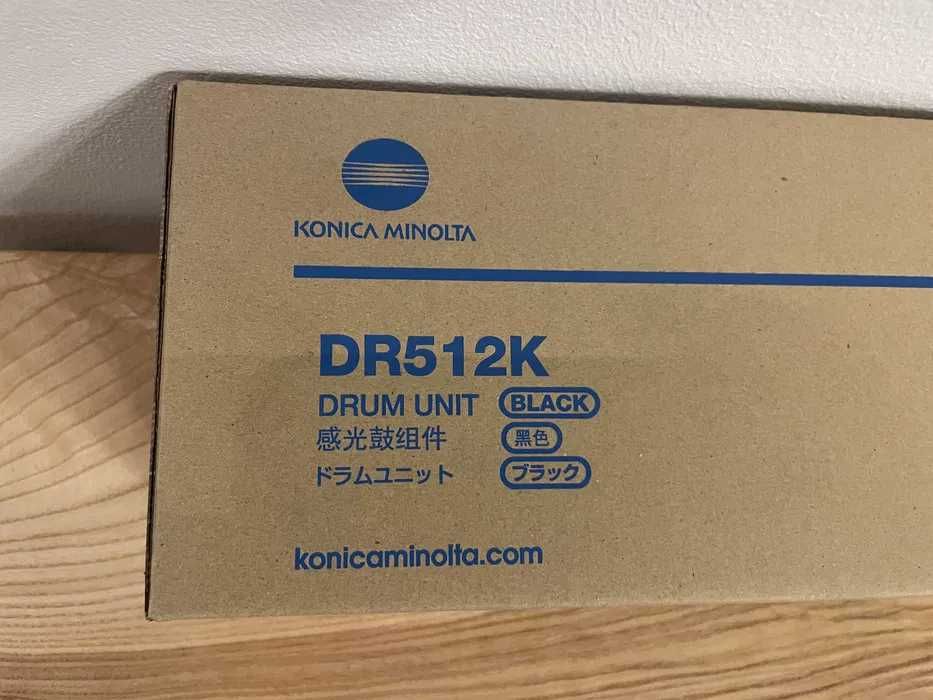 KONICA MINOLTA
DR512K
DRUM UNIT BLACK
感光鼓组件 黑色
ドラムユニット ブラック
konicaminolta.com